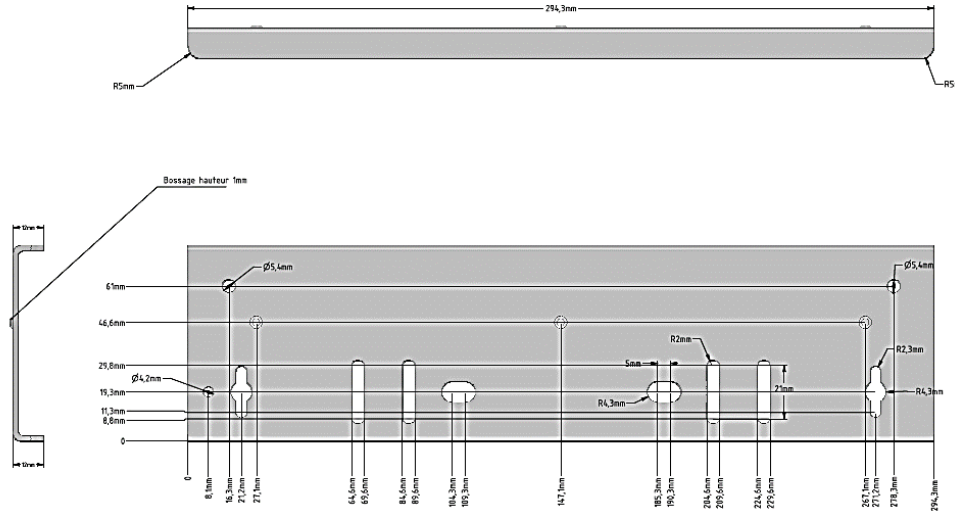 294,3mm
R5mm
R5
Bossage hauteur 1mm
12mm
Ø5,4mm
Ø5,4mm
61mm
46,6mm
R2mm
R2,3mm
29,8mm
5mm
Ø4,2mm
21mm
19,3mm
R4,3mm
R4,3mm
11,3mm
8,8mm
0
12mm
0
8,1mm
16,3mm
21,2mm
27,1mm
64,6mm
69,6mm
84,6mm
89,6mm
104,3mm
109,3mm
147,1mm
185,3mm
190,3mm
204,6mm
209,6mm
224,6mm
229,6mm
267,1mm
271,2mm
278,3mm
294,3mm